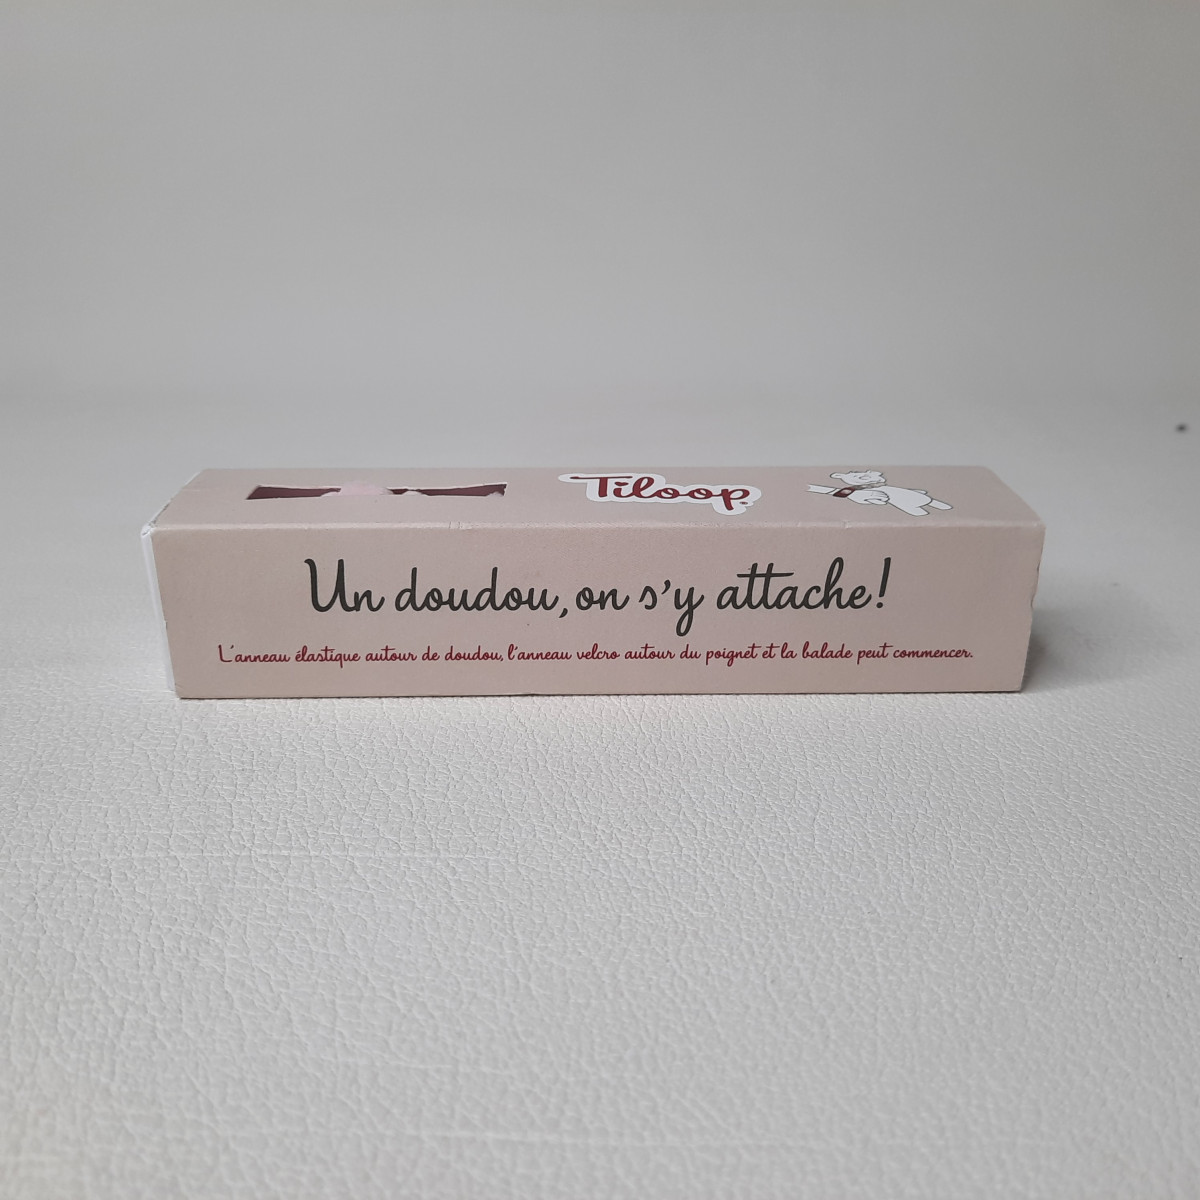 Tiloop
Un doudou, on s'y attache!
L'anneau élastique autour de doudou, l'anneau velcro autour du poignet et la balade peut commencer.